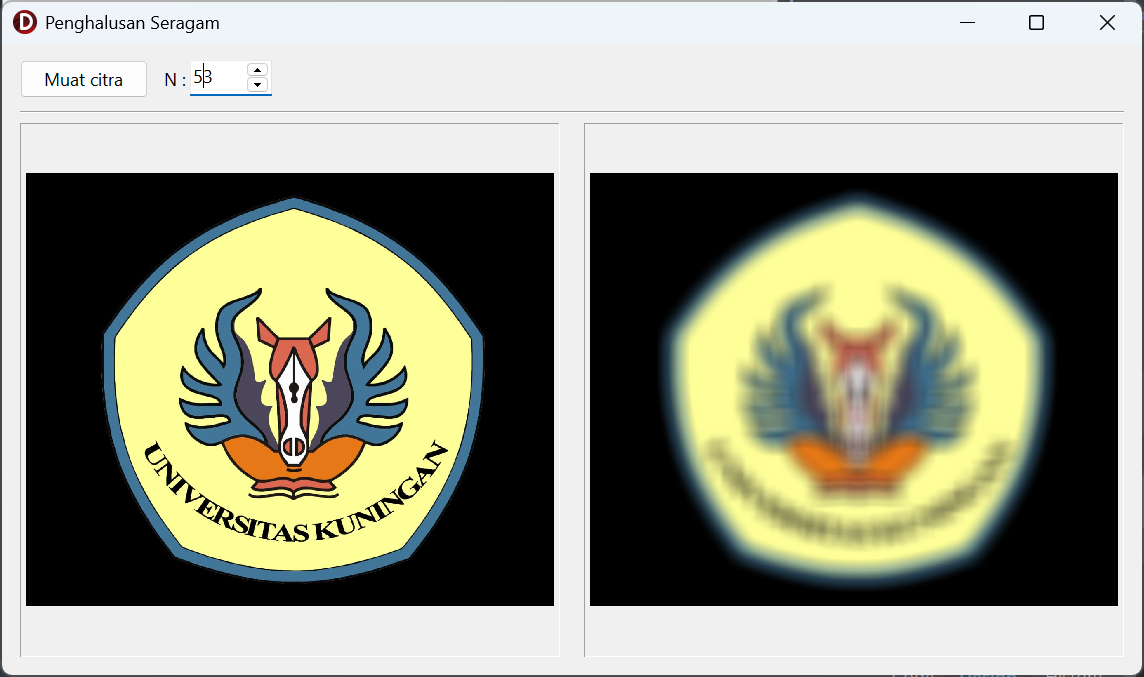 D Penghalusan Seragam
Muat citra N : 53
UNIVERSITAS KUNINGAN